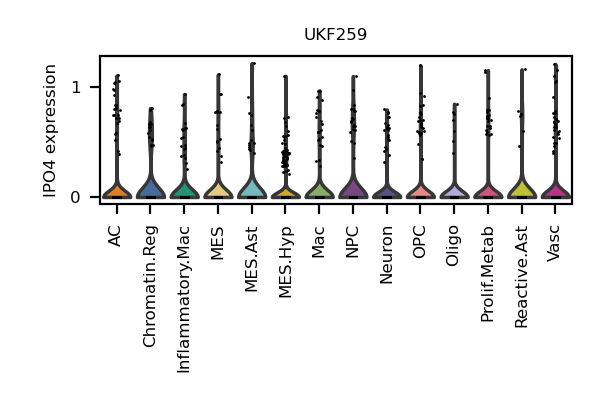 UKF259
IPO4 expression
1
0
AC
Chromatin.Reg
Inflammatory.Mac
MES
MES.Ast
MES.Hyp
Mac
NPC
Neuron
OPC
Oligo
Prolif.Metab
Reactive.Ast
Vasc